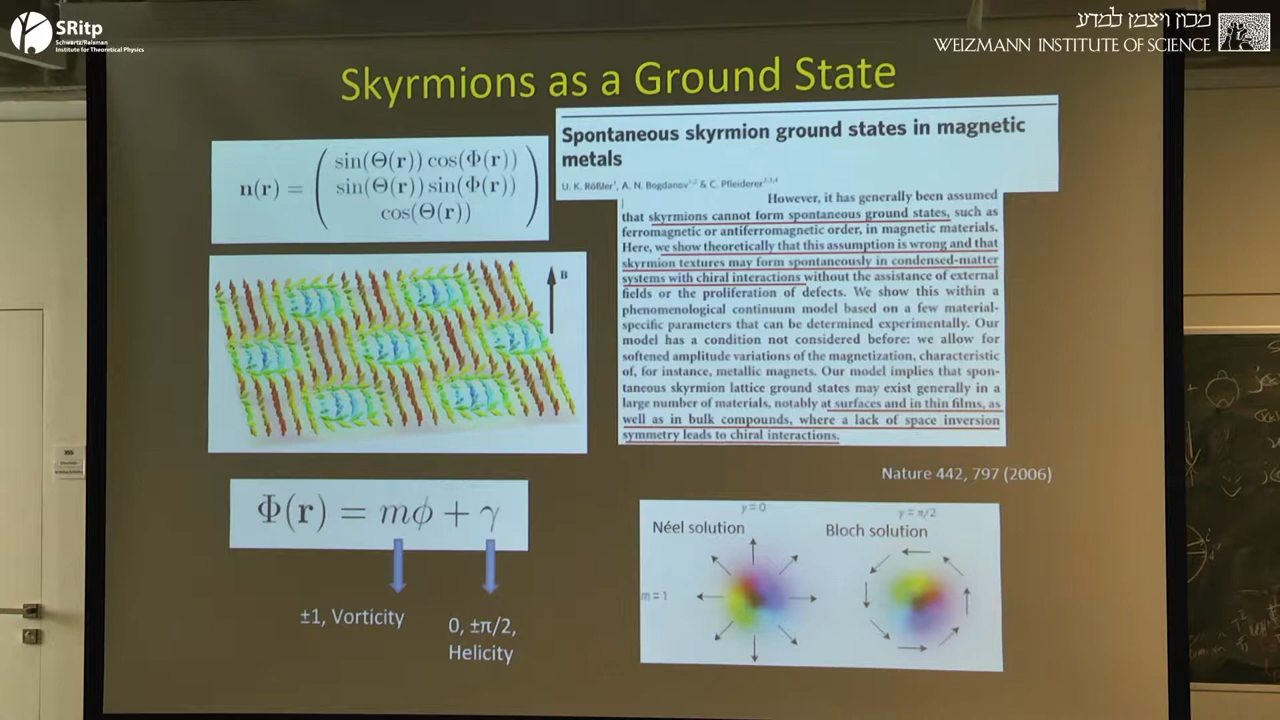 SRitp
Schwartz/Reisman
Institute for Theoretical Physics
מכון ויצמן למדע
WEIZMANN INSTITUTE OF SCIENCE
Skyrmions as a Ground State
n(r) = ( sin(Θ(r)) cos(Φ(r))
sin(Θ(r)) sin(Φ(r))
cos(Θ(r)) )
Spontaneous skyrmion ground states in magnetic
metals
U. K. Rößler¹, A. N. Bogdanov & C. Pfleiderer
However, it has generally been assumed
that skyrmions cannot form spontaneous ground states, such as
ferromagnetic or antiferromagnetic order, in magnetic materials.
Here, we show theoretically that this assumption is wrong and that
skyrmion textures may form spontaneously in condensed-matter
systems with chiral interactions without the assistance of external
fields or the proliferation of defects. We show this within a
phenomenological continuum model based on a few material-
specific parameters that can be determined experimentally. Our
model has a condition not considered before: we allow for
softened amplitude variations of the magnetization, characteristic
of, for instance, metallic magnets. Our model implies that spon-
taneous skyrmion lattice ground states may exist generally in a
large number of materials, notably at surfaces and in thin films, as
well as in bulk compounds, where a lack of space inversion
symmetry leads to chiral interactions.
B
Nature 442, 797 (2006)
Φ(r) = mϕ + γ
±1, Vorticity
0, ±π/2,
Helicity
γ = 0
Néel solution
γ = π/2
Bloch solution
m = 1